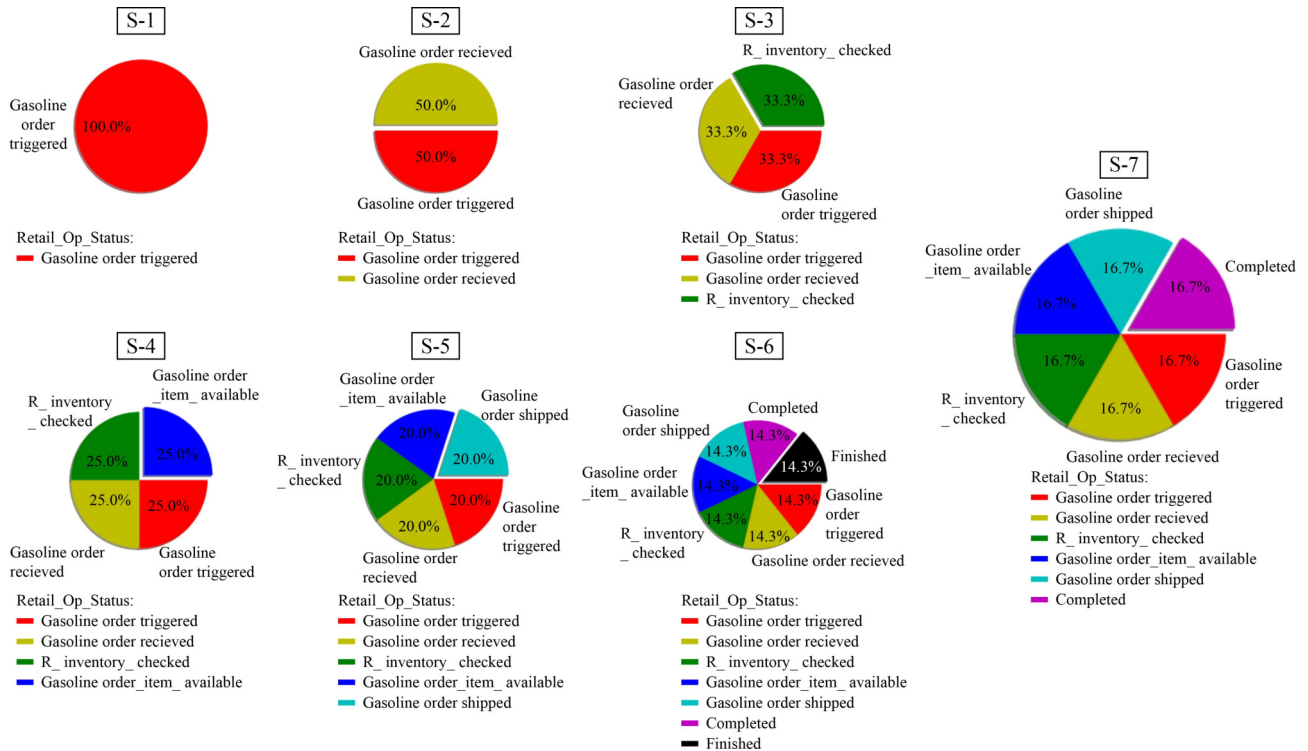 S-1
Gasoline
order
triggered
100.0%
Retail_Op_Status:
Gasoline order triggered
S-2
Gasoline order recieved
50.0%
50.0%
Gasoline order triggered
Retail_Op_Status:
Gasoline order triggered
Gasoline order recieved
S-3
R_ inventory_ checked
Gasoline order
recieved
33.3%
33.3%
33.3%
Gasoline
order triggered
Retail_Op_Status:
Gasoline order triggered
Gasoline order recieved
R_ inventory_ checked
S-4
Gasoline order
_item_ available
R_ inventory
_ checked
25.0%
25.0%
25.0%
25.0%
Gasoline order
recieved
Gasoline
order triggered
Retail_Op_Status:
Gasoline order triggered
Gasoline order recieved
R_ inventory_ checked
Gasoline order_item_ available
S-5
Gasoline order
_item_ available
Gasoline
order shipped
20.0%
20.0%
R_ inventory
_ checked
20.0%
20.0%
20.0%
Gasoline
order
triggered
Gasoline order
recieved
Retail_Op_Status:
Gasoline order triggered
Gasoline order recieved
R_ inventory_ checked
Gasoline order_item_ available
Gasoline order shipped
S-6
Gasoline
order shipped
Completed
14.3%
14.3%
Finished
14.3%
Gasoline order
_item_ available
14.3%
14.3%
Gasoline
order
triggered
R_ inventory
_ checked
14.3%
14.3%
Gasoline order recieved
Retail_Op_Status:
Gasoline order triggered
Gasoline order recieved
R_ inventory_ checked
Gasoline order_item_ available
Gasoline order shipped
Completed
Finished
S-7
Gasoline
order shipped
Gasoline order
_item_ available
16.7%
Completed
16.7%
16.7%
16.7%
16.7%
Gasoline
order
triggered
R_ inventory
_ checked
16.7%
Gasoline order recieved
Retail_Op_Status:
Gasoline order triggered
Gasoline order recieved
R_ inventory_ checked
Gasoline order_item_ available
Gasoline order shipped
Completed